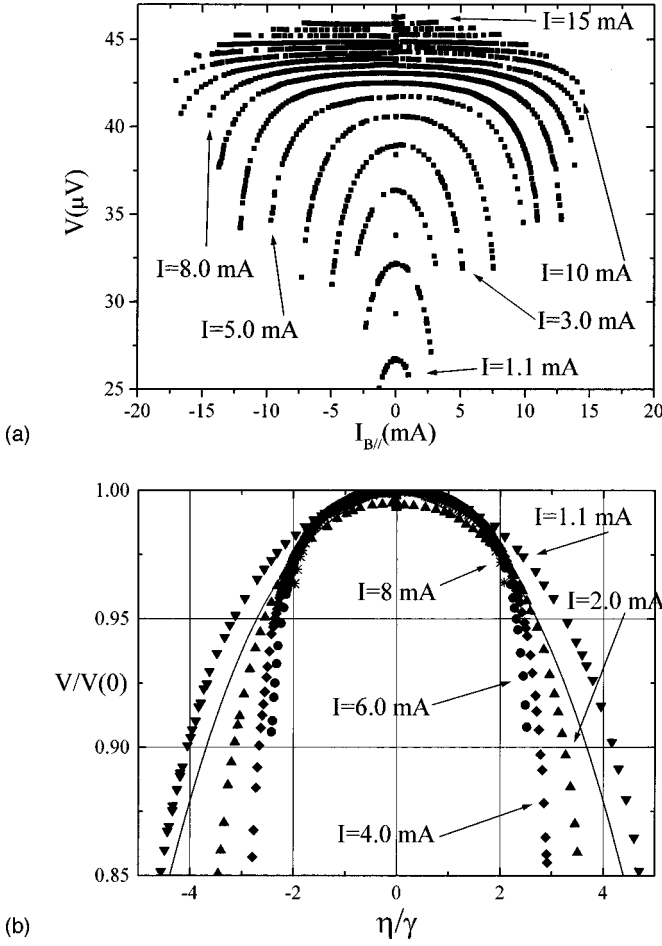 45
40
35
30
25
V(μV)
I=15 mA
I=8.0 mA
I=5.0 mA
I=10 mA
I=3.0 mA
I=1.1 mA
-20 -15 -10 -5 0 5 10 15 20
I_B//(mA)
(a)
1.00
0.95
0.90
0.85
V/V(0)
I=1.1 mA
I=8 mA
I=2.0 mA
I=6.0 mA
I=4.0 mA
-4 -2 0 2 4
η/γ
(b)